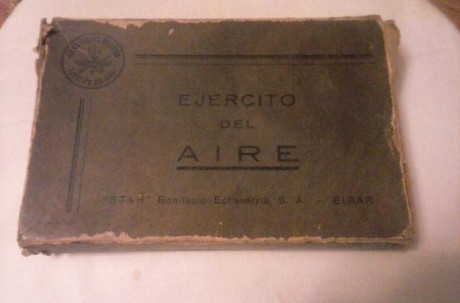 EJERCITO
DEL
AIRE
"STAR" Bonifacio Echeverria, S. A. - EIBAR